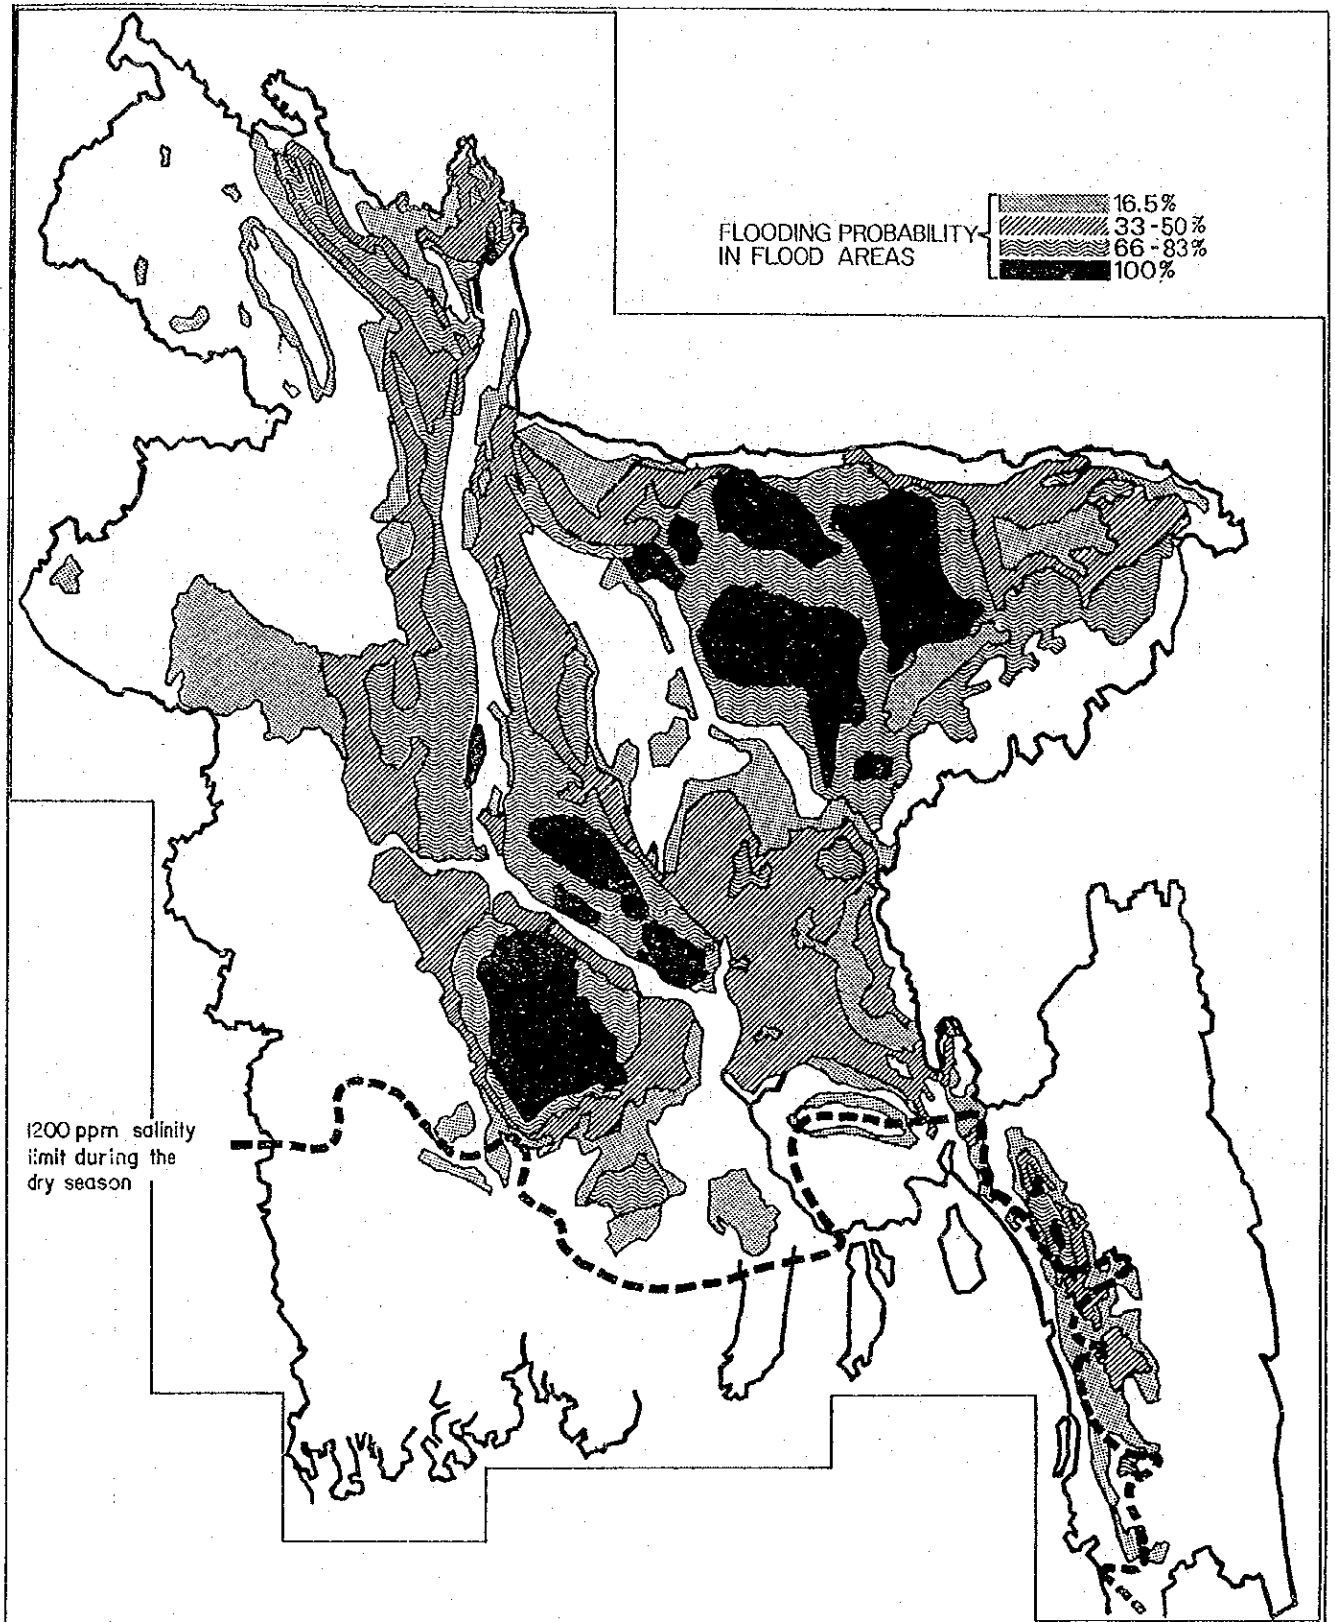 FLOODING PROBABILITY
IN FLOOD AREAS
16.5%
33-50%
66-83%
100%
1200 ppm salinity
limit during the
dry season